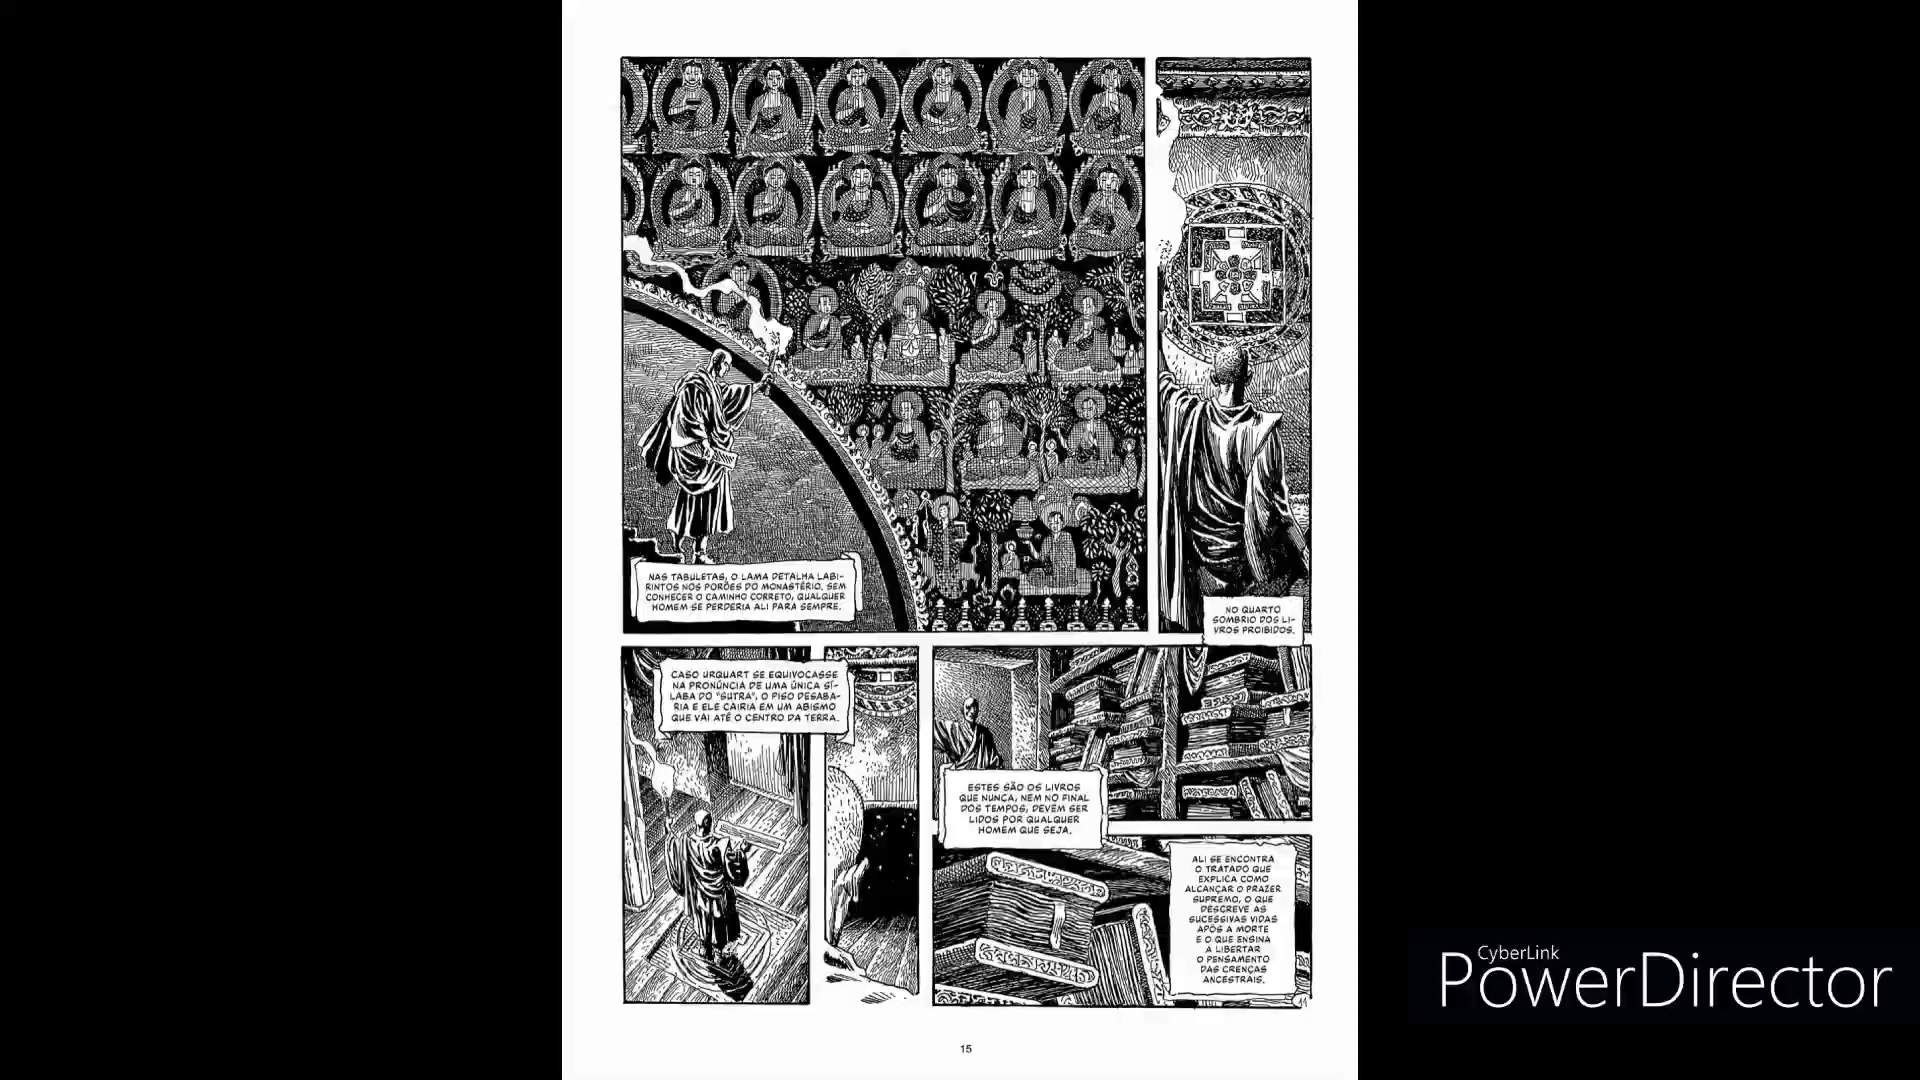 NAS TABULETAS, O LAMA DETALHA LABI-
RINTOS NOS PORÕES DO MONASTÉRIO. SEM
CONHECER O CAMINHO CORRETO, QUALQUER
HOMEM SE PERDERIA ALI PARA SEMPRE.
NO QUARTO
SOMBRIO DOS LI-
VROS PROIBIDOS.
CASO URQUART SE EQUIVOCASSE
NA PRONÚNCIA DE UMA ÚNICA SÍ-
LABA DO "SUTRA", O PISO DESABA-
RIA E ELE CAIRIA EM UM ABISMO
QUE VAI ATÉ O CENTRO DA TERRA.
ESTES SÃO OS LIVROS
QUE NUNCA, NEM NO FINAL
DOS TEMPOS, DEVEM SER
LIDOS POR QUALQUER
HOMEM QUE SEJA.
ALI SE ENCONTRA
O TRATADO QUE
EXPLICA COMO
ALCANÇAR O PRAZER
SUPREMO, O QUE
DESCREVE AS
SUCESSIVAS VIDAS
APÓS A MORTE
E O QUE ENSINA
A LIBERTAR
O PENSAMENTO
DAS CRENÇAS
ANCESTRAIS.
11
15
CyberLink
PowerDirector